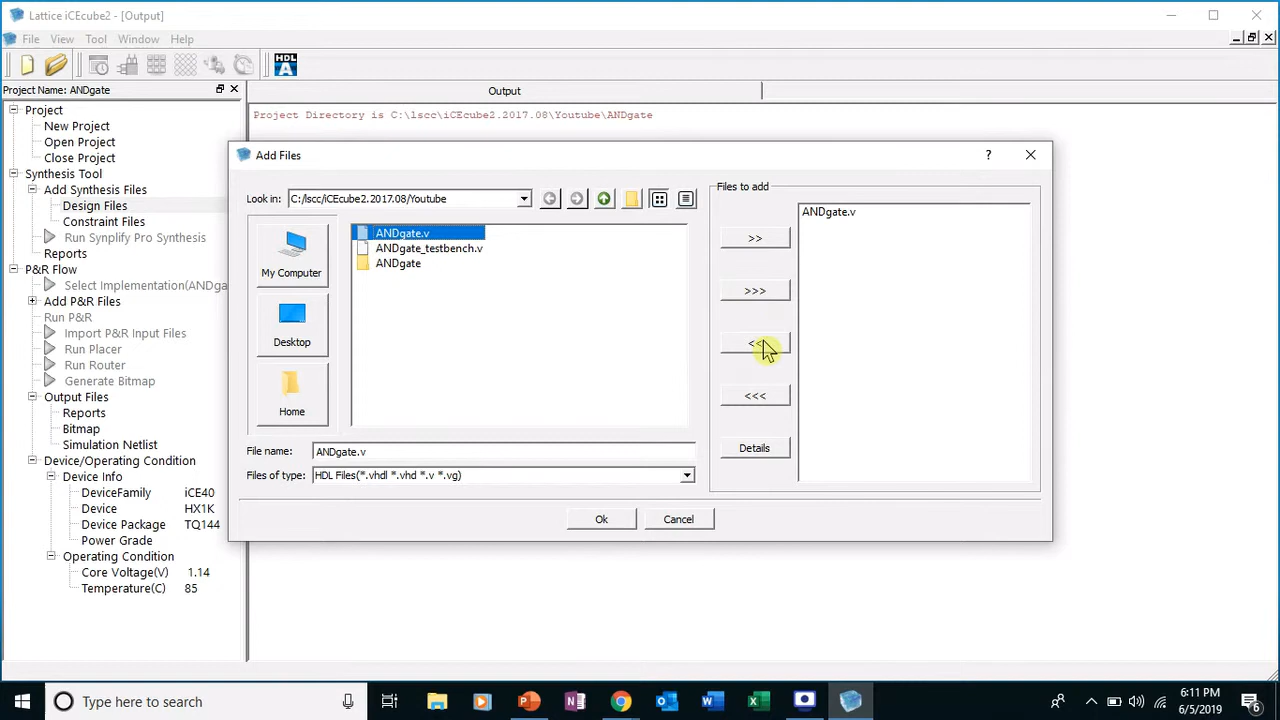 Lattice iCEcube2 - [Output]
File View Tool Window Help
HDL
A
Project Name: ANDgate
Project
New Project
Open Project
Close Project
Synthesis Tool
Add Synthesis Files
Design Files
Constraint Files
Run Synplify Pro Synthesis
Reports
P&R Flow
Select Implementation(ANDga
Add P&R Files
Run P&R
Import P&R Input Files
Run Placer
Run Router
Generate Bitmap
Output Files
Reports
Bitmap
Simulation Netlist
Device/Operating Condition
Device Info
DeviceFamily iCE40
Device HX1K
Device Package TQ144
Power Grade
Operating Condition
Core Voltage(V) 1.14
Temperature(C) 85
Output
Project Directory is C:\lscc\iCEcube2.2017.08\Youtube\ANDgate
Add Files
?
Look in: C:/lscc/iCEcube2.2017.08/Youtube
My Computer
Desktop
Home
ANDgate.v
ANDgate_testbench.v
ANDgate
File name: ANDgate.v
Files of type: HDL Files(*.vhdl *.vhd *.v *.vg)
Files to add
>>
>>>
<<
<<<
Details
ANDgate.v
Ok
Cancel
Type here to search
6:11 PM
6/5/2019
6